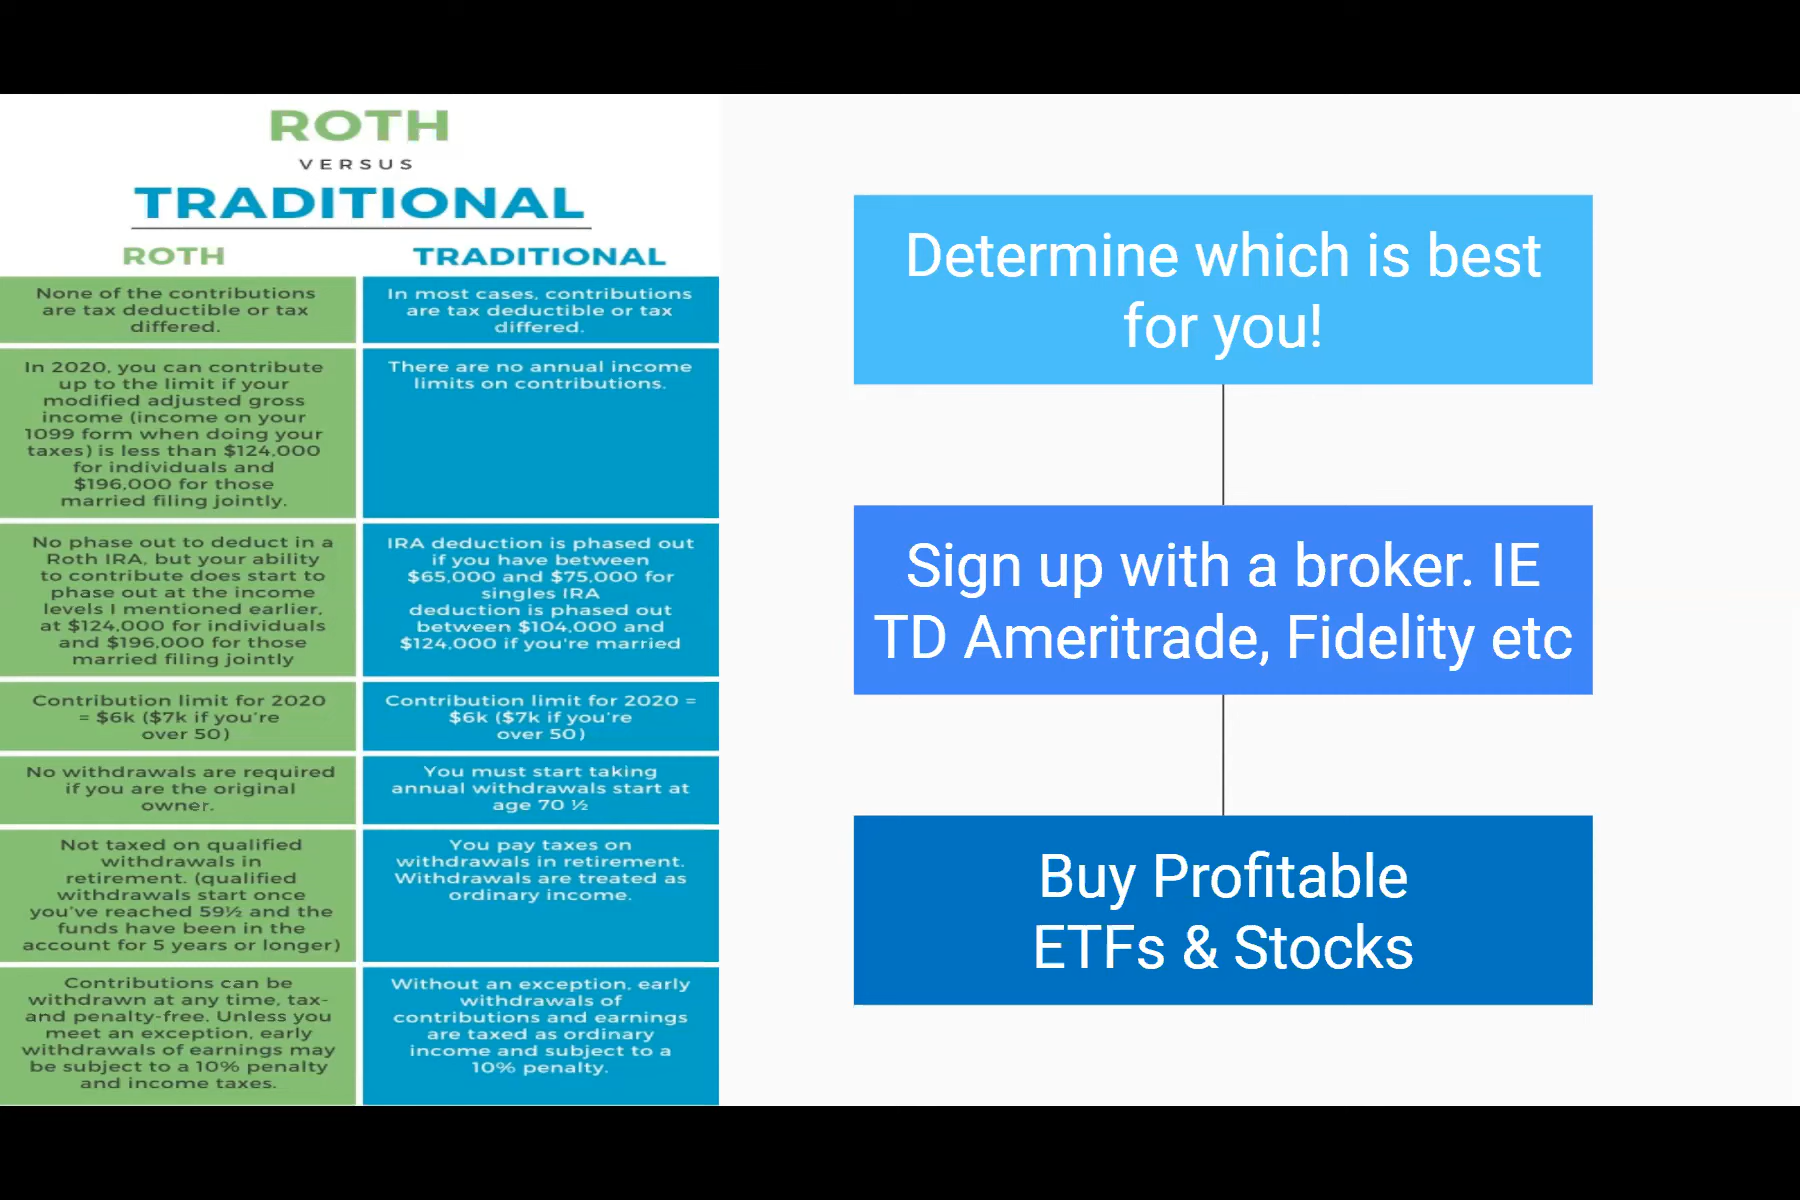 ROTH
VERSUS
TRADITIONAL
ROTH
None of the contributions
are tax deductible or tax
differed.
In 2020, you can contribute
up to the limit if your
modified adjusted gross
income (income on your
1099 form when doing your
taxes) is less than $124,000
for individuals and
$196,000 for those
married filing jointly.
No phase out to deduct in a
Roth IRA, but your ability
to contribute does start to
phase out at the income
levels I mentioned earlier,
at $124,000 for individuals
and $196,000 for those
married filing jointly
Contribution limit for 2020
= $6k ($7k if you're
over 50)
No withdrawals are required
if you are the original
owner.
Not taxed on qualified
withdrawals in
retirement. (qualified
withdrawals start once
you've reached 59½ and the
funds have been in the
account for 5 years or longer)
Contributions can be
withdrawn at any time, tax-
and penalty-free. Unless you
meet an exception, early
withdrawals of earnings may
be subject to a 10% penalty
and income taxes.
TRADITIONAL
In most cases, contributions
are tax deductible or tax
differed.
There are no annual income
limits on contributions.
IRA deduction is phased out
if you have between
$65,000 and $75,000 for
singles IRA
deduction is phased out
between $104,000 and
$124,000 if you're married
Contribution limit for 2020 =
$6k ($7k if you're
over 50)
You must start taking
annual withdrawals start at
age 70 ½
You pay taxes on
withdrawals in retirement.
Withdrawals are treated as
ordinary income.
Without an exception, early
withdrawals of
contributions and earnings
are taxed as ordinary
income and subject to a
10% penalty.
Determine which is best
for you!
Sign up with a broker. IE
TD Ameritrade, Fidelity etc
Buy Profitable
ETFs & Stocks